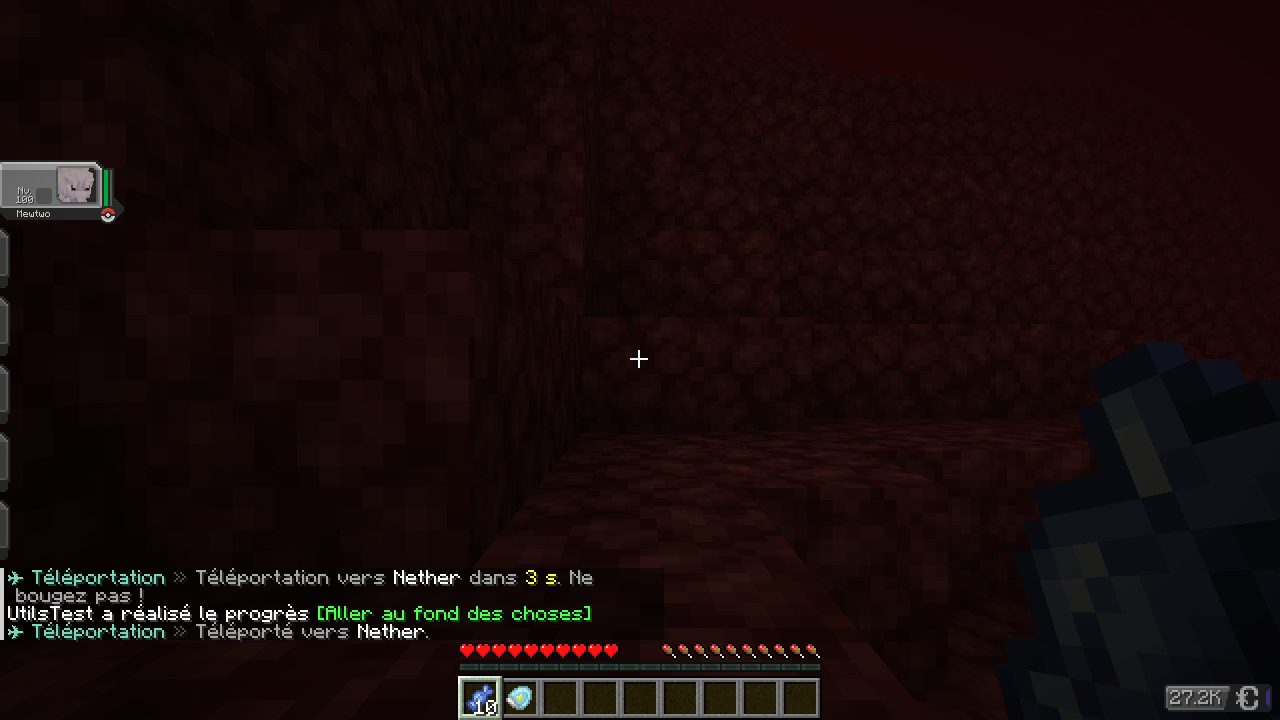 Nv.
100
Mewtwo
Téléportation » Téléportation vers Nether dans 3 s. Ne
bougez pas !
UtilsTest a réalisé le progrès [Aller au fond des choses]
Téléportation » Téléporté vers Nether.
10
27.2K €